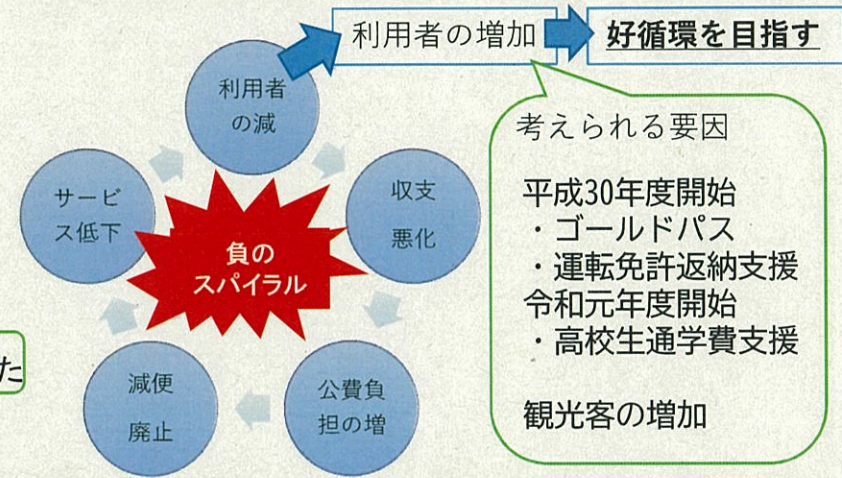 利用者の増加
好循環を目指す
利用者
の減
収支
悪化
公費負
担の増
減便
廃止
サービ
ス低下
負の
スパイラル
考えられる要因
平成30年度開始
・ゴールドパス
・運転免許返納支援
令和元年度開始
・高校生通学費支援
観光客の増加
た